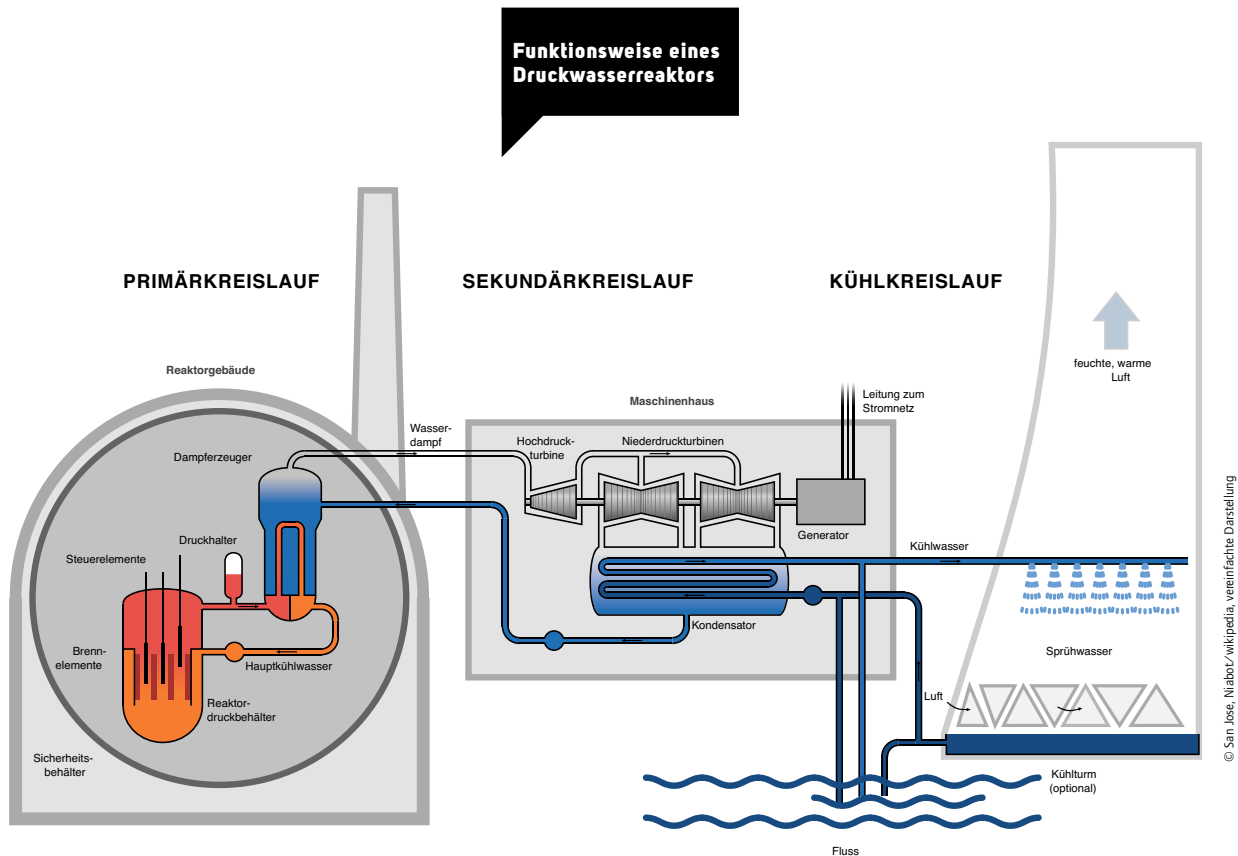 Funktionsweise eines
Druckwasserreaktors
PRIMÄRKREISLAUF
SEKUNDÄRKREISLAUF
KÜHLKREISLAUF
feuchte, warme
Luft
Reaktorgebäude
Maschinenhaus
Leitung zum
Stromnetz
Wasser-
dampf
Hochdruck-
turbine
Niederdruckturbinen
Dampferzeuger
Druckhalter
Steuerelemente
Generator
Kühlwasser
Kondensator
Brenn-
elemente
Hauptkühlwasser
Sprühwasser
Reaktor-
druckbehälter
Luft
Sicherheits-
behälter
Kühlturm
(optional)
Fluss
© San Jose, Niabot/wikipedia, vereinfachte Darstellung